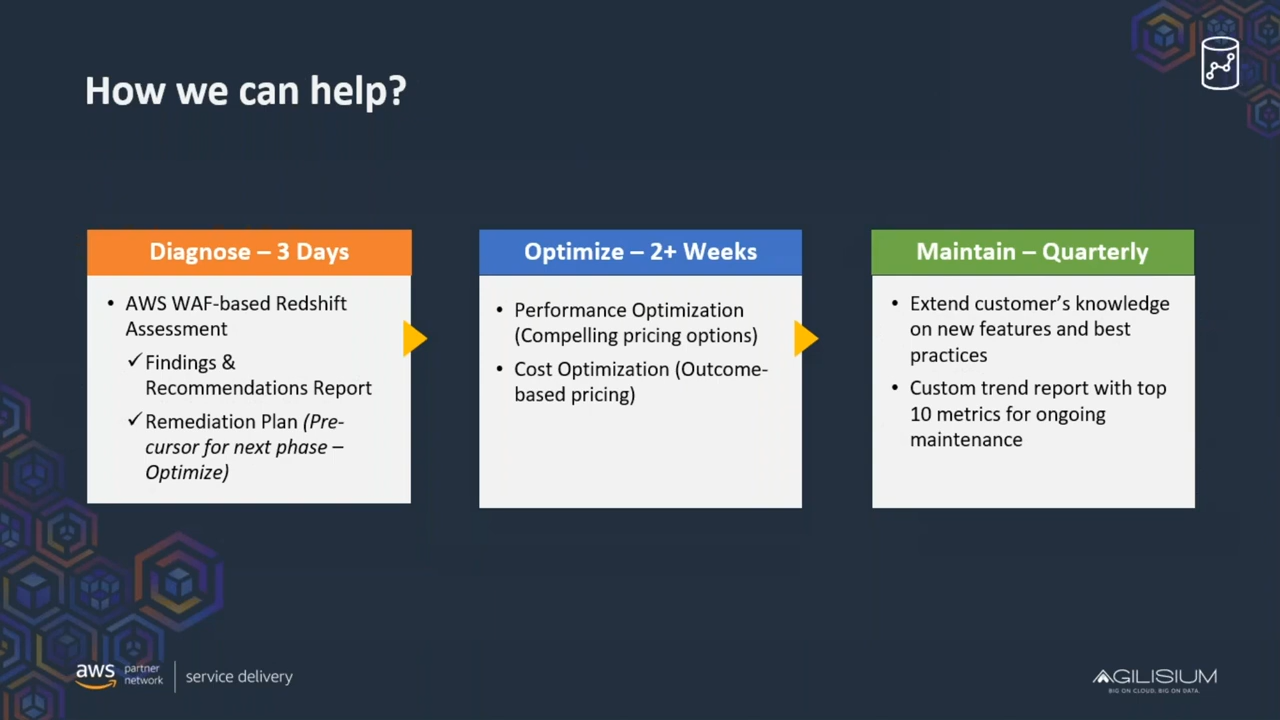 How we can help?
Diagnose – 3 Days
• AWS WAF-based Redshift
Assessment
✓Findings &
Recommendations Report
✓Remediation Plan (Pre-
cursor for next phase –
Optimize)
Optimize – 2+ Weeks
• Performance Optimization
(Compelling pricing options)
• Cost Optimization (Outcome-
based pricing)
Maintain – Quarterly
• Extend customer’s knowledge
on new features and best
practices
• Custom trend report with top
10 metrics for ongoing
maintenance
aws partner
network
service delivery
AGILISIUM
BIG ON CLOUD. BIG ON DATA.